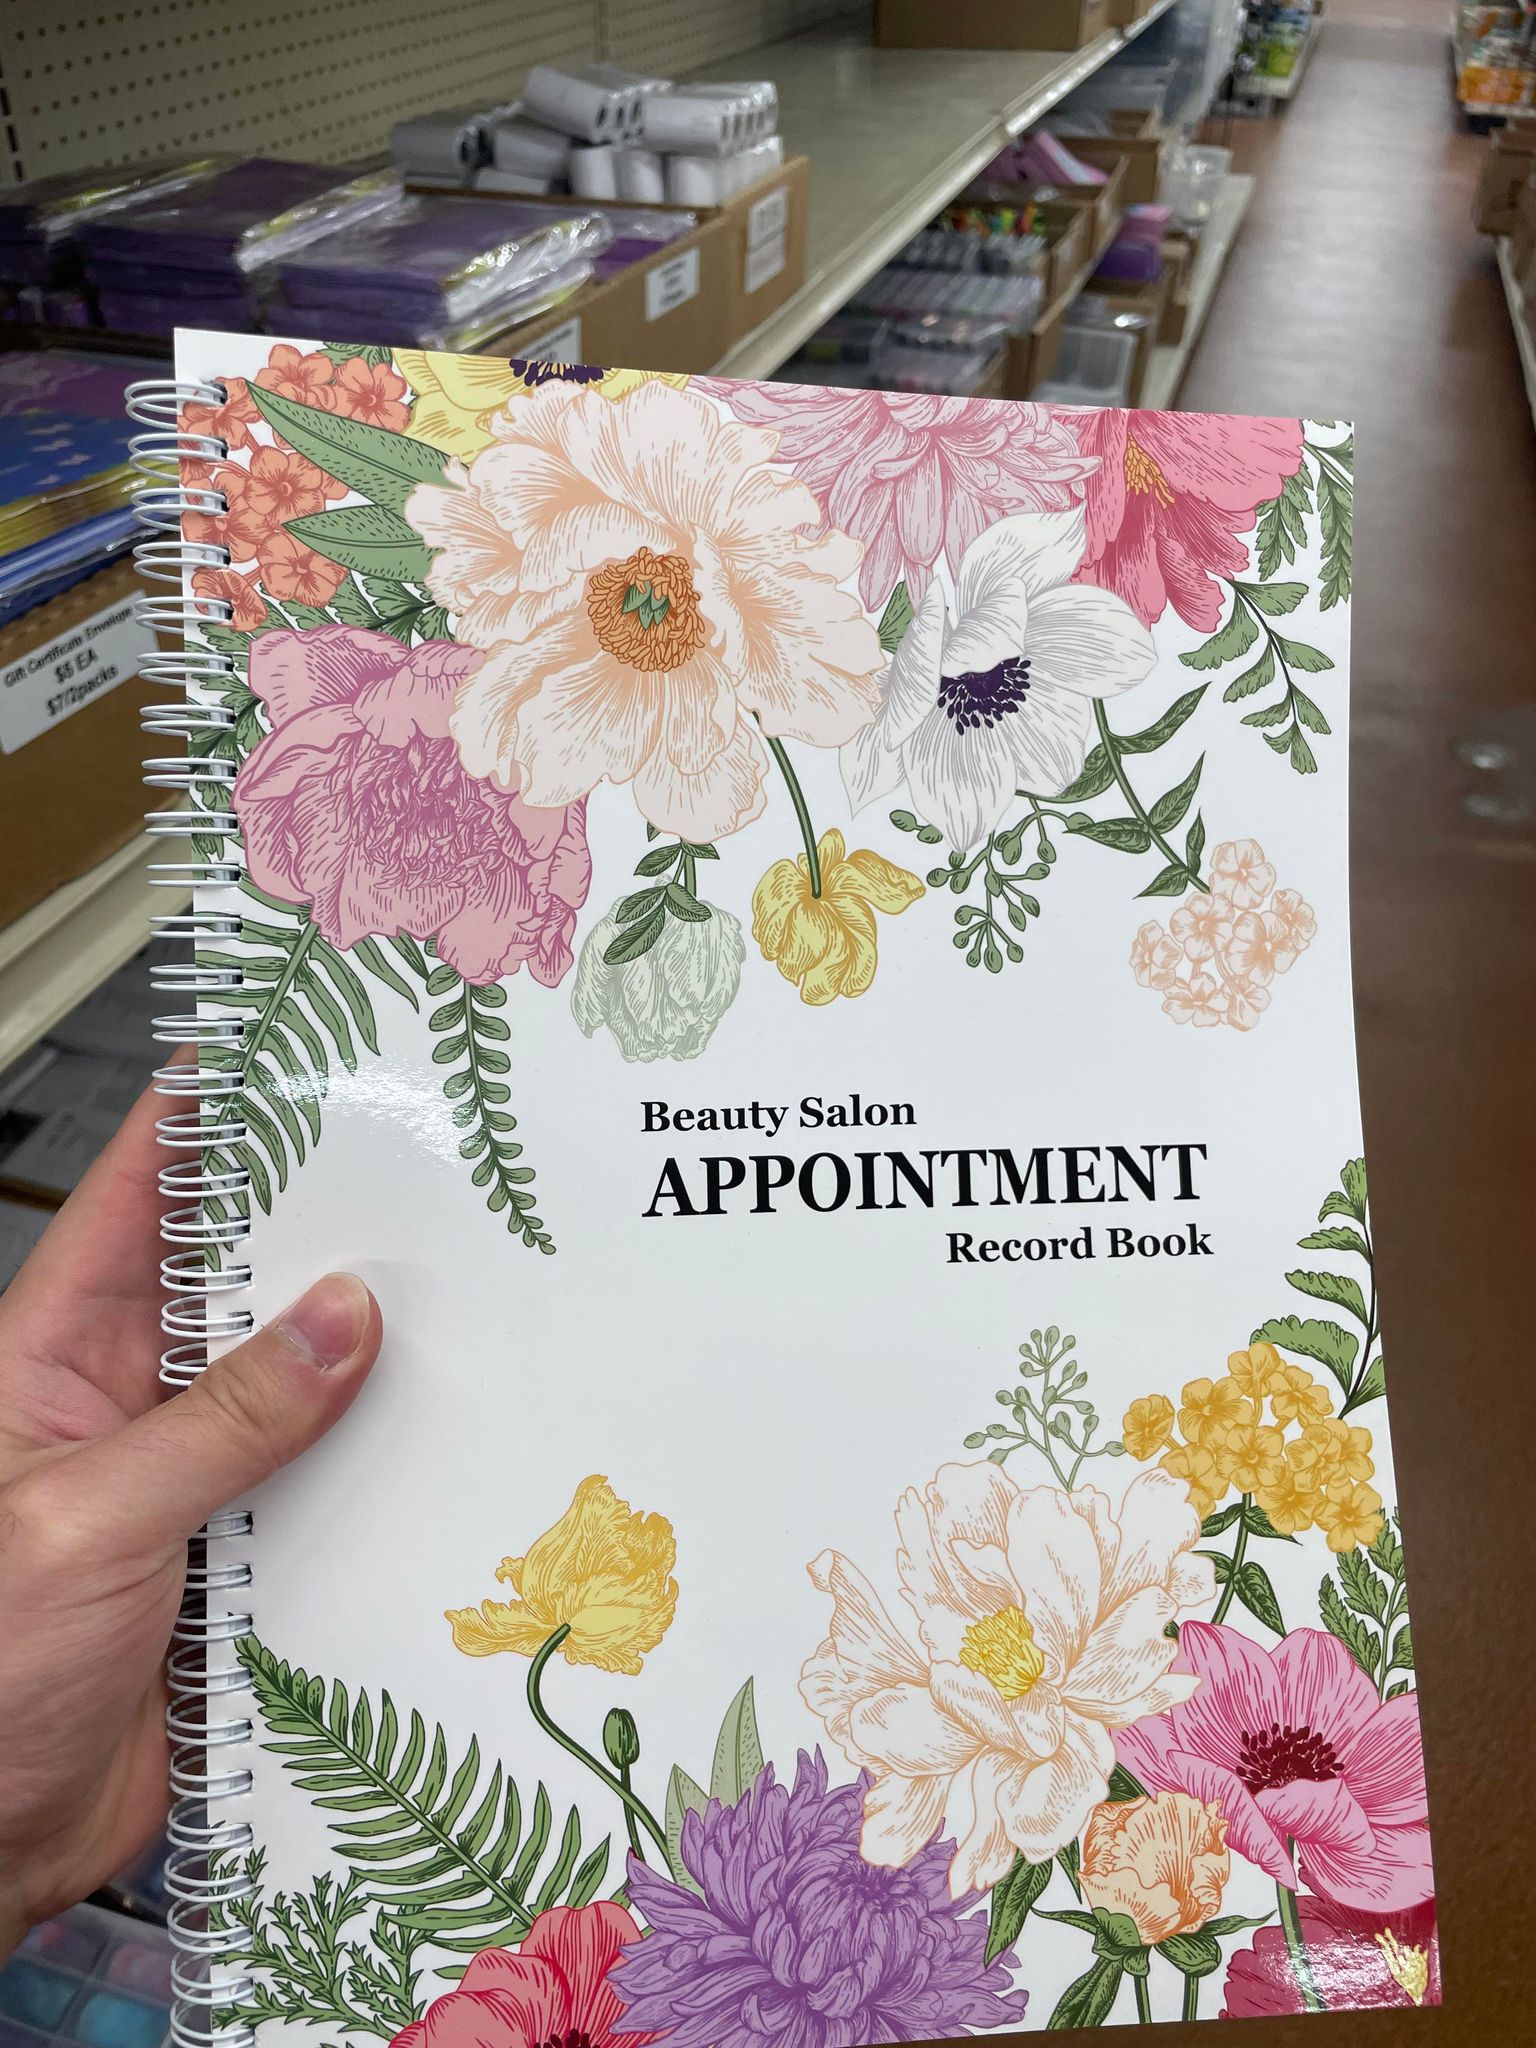 Gift Certificate Envelope
$5 EA
$7/2packs
Beauty Salon
APPOINTMENT
Record Book